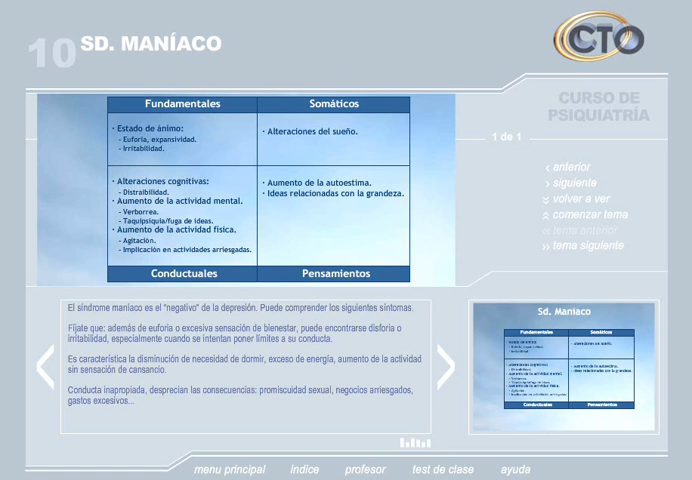 10 SD. MANÍACO
CTO
CURSO DE
PSIQUIATRÍA
1 de 1
‹ anterior
› siguiente
volver a ver
comenzar tema
tema anterior
›› tema siguiente
Fundamentales
Somáticos
· Estado de ánimo:
- Euforia, expansividad.
- Irritabilidad.
· Alteraciones del sueño.
· Alteraciones cognitivas:
- Distraibilidad.
· Aumento de la actividad mental.
- Verborrea.
- Taquipsiquia/fuga de ideas.
· Aumento de la actividad física.
- Agitación.
- Implicación en actividades arriesgadas.
· Aumento de la autoestima.
· Ideas relacionadas con la grandeza.
Conductuales
Pensamientos
El síndrome maníaco es el "negativo" de la depresión. Puede comprender los siguientes síntomas.
Fíjate que: además de euforia o excesiva sensación de bienestar, puede encontrarse disforia o
irritabilidad, especialmente cuando se intentan poner límites a su conducta.
Es característica la disminución de necesidad de dormir, exceso de energía, aumento de la actividad
sin sensación de cansancio.
Conducta inapropiada, desprecian las consecuencias: promiscuidad sexual, negocios arriesgados,
gastos excesivos...
Sd. Maníaco
Fundamentales
Somáticos
Conductuales
Pensamientos
menu principal
índice
profesor
test de clase
ayuda